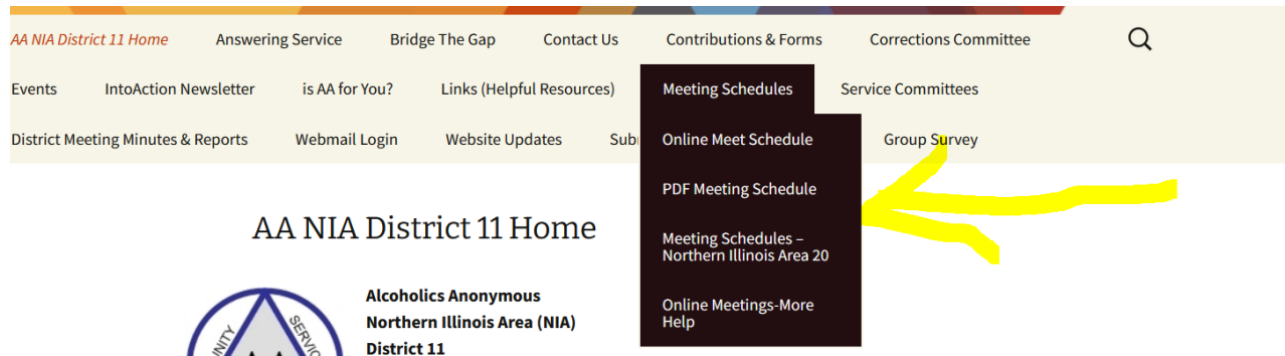 AA NIA District 11 Home Answering Service Bridge The Gap Contact Us Contributions & Forms Corrections Committee
Events IntoAction Newsletter is AA for You? Links (Helpful Resources) Meeting Schedules Service Committees
District Meeting Minutes & Reports Webmail Login Website Updates Online Meet Schedule Group Survey
PDF Meeting Schedule
Meeting Schedules –
Northern Illinois Area 20
Online Meetings-More
Help
AA NIA District 11 Home
Alcoholics Anonymous
Northern Illinois Area (NIA)
District 11